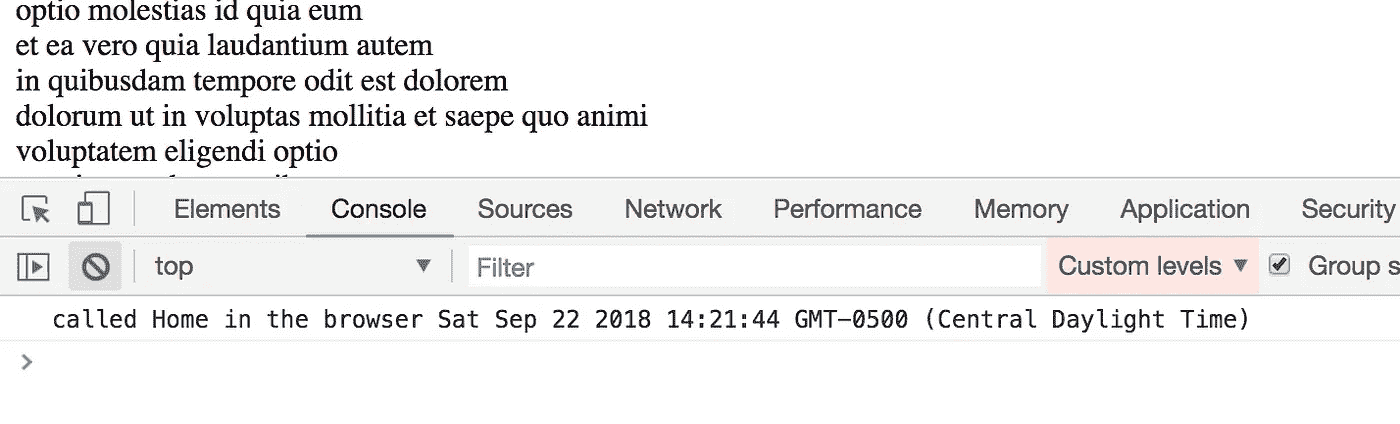 optio molestias id quia eum
et ea vero quia laudantium autem
in quibusdam tempore odit est dolorem
dolorum ut in voluptas mollitia et saepe quo animi
voluptatem eligendi optio
Elements Console Sources Network Performance Memory Application Security
top Filter Custom levels Group s
called Home in the browser Sat Sep 22 2018 14:21:44 GMT-0500 (Central Daylight Time)